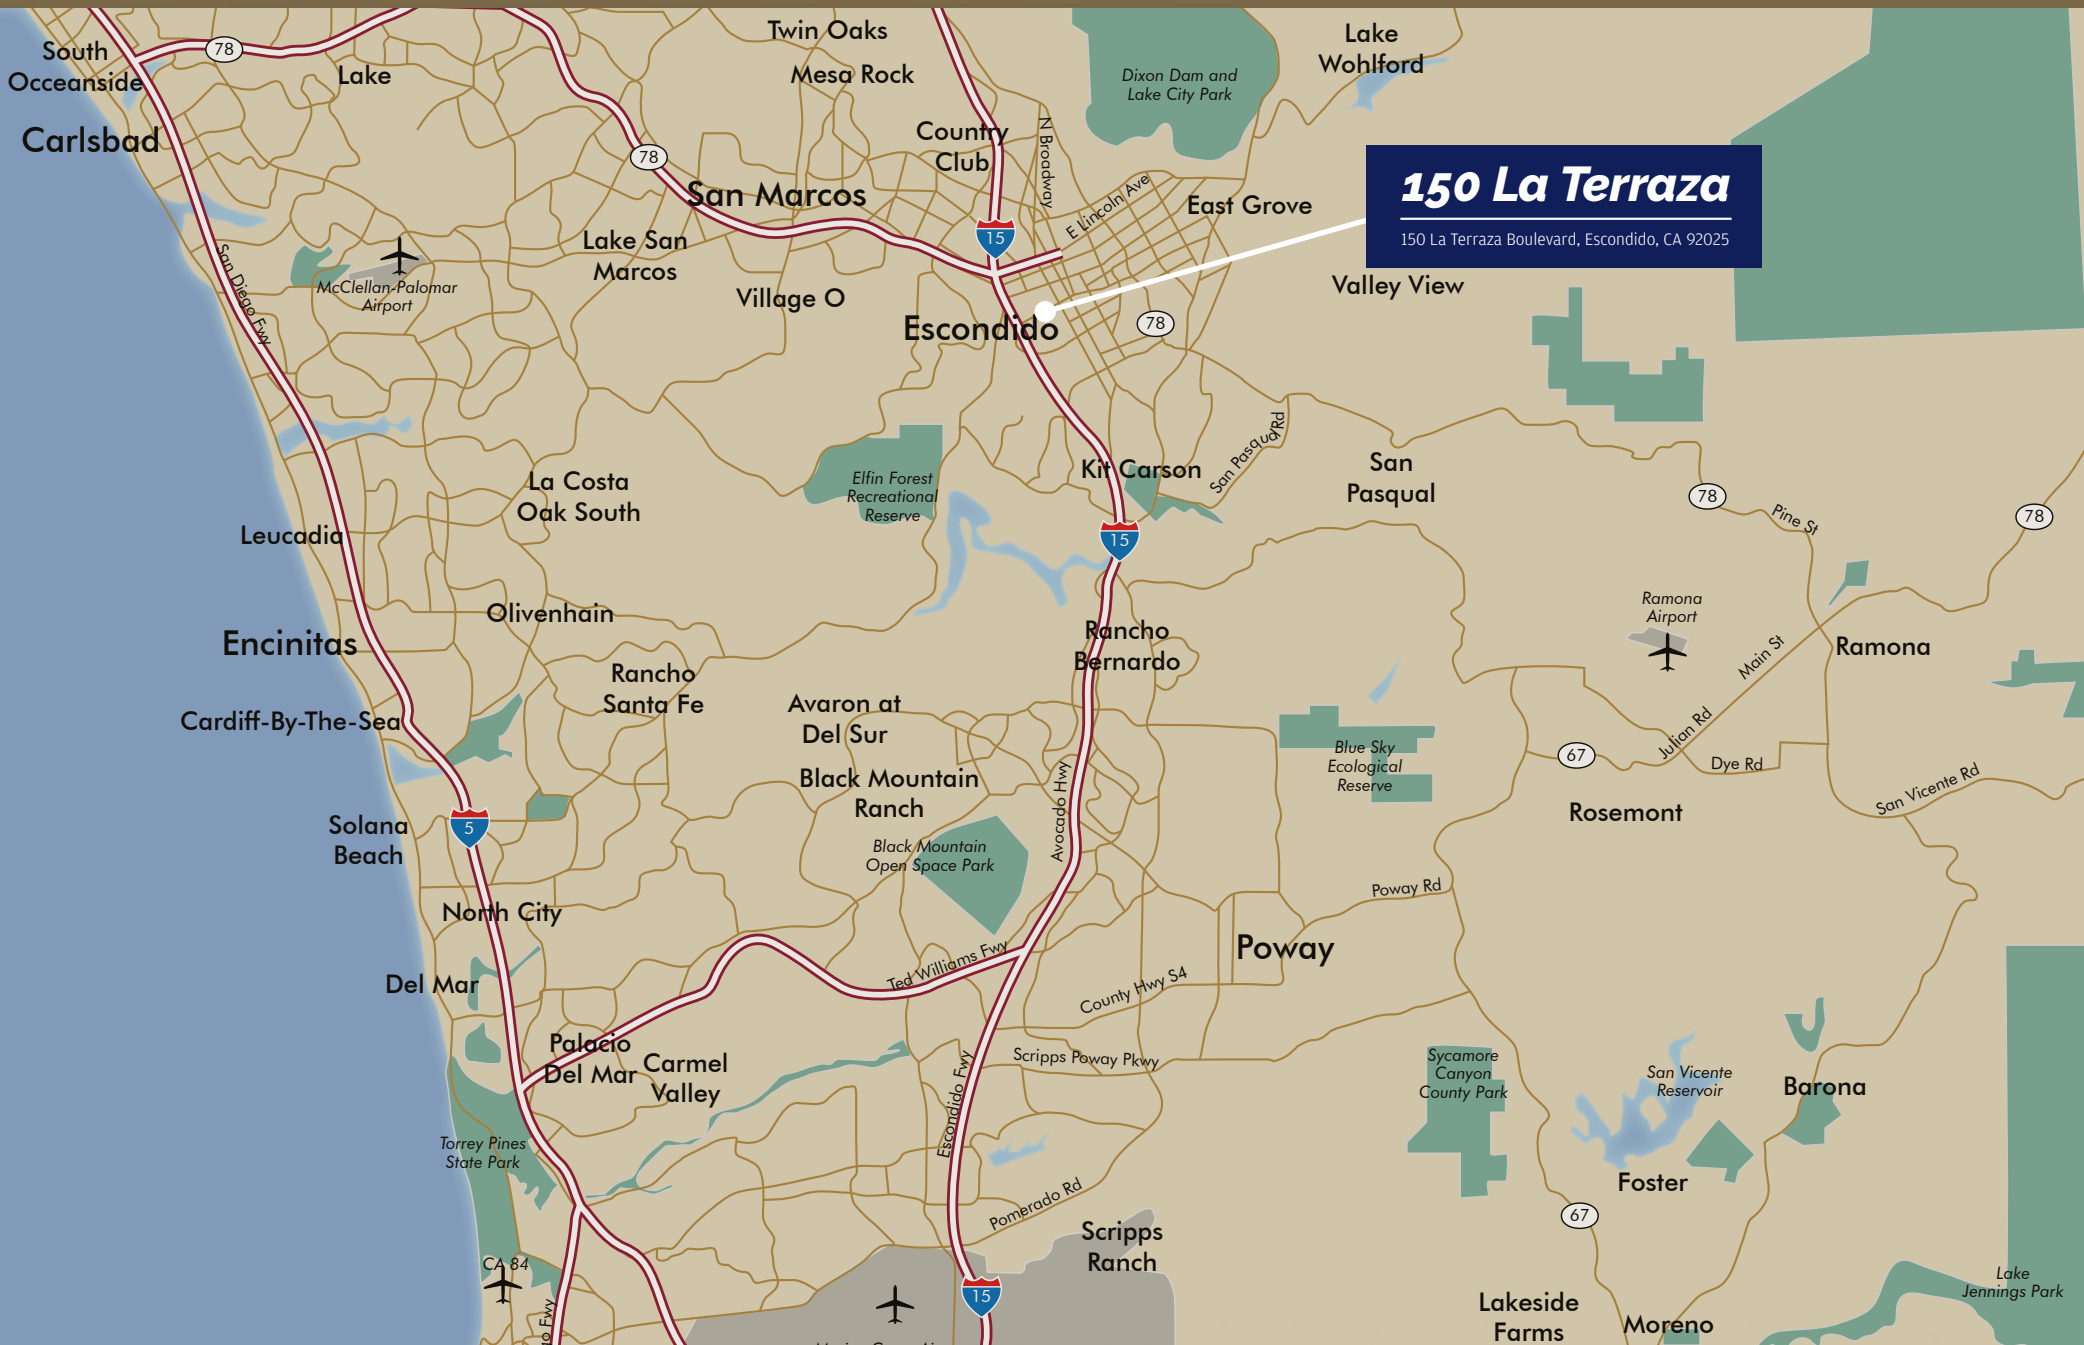 Twin Oaks
Lake
Wohlford
South
Occeanside
78
Lake
Mesa Rock
Dixon Dam and
Lake City Park
Carlsbad
Country
Club
N Broadway
78
San Marcos
E Lincoln Ave
East Grove
150 La Terraza
150 La Terraza Boulevard, Escondido, CA 92025
Lake San
Marcos
15
San Diego Fwy
McClellan-Palomar
Airport
Village O
Valley View
Escondido
78
San Pasqual Rd
Kit Carson
San
Pasqual
La Costa
Oak South
Elfin Forest
Recreational
Reserve
78
Pine St
78
Leucadia
15
Olivenhain
Ramona
Airport
Encinitas
Rancho
Bernardo
Main St
Ramona
Rancho
Santa Fe
Cardiff-By-The-Sea
Avaron at
Del Sur
Julian Rd
Blue Sky
Ecological
Reserve
67
Dye Rd
Black Mountain
Ranch
Avocado Hwy
San Vicente Rd
Rosemont
Solana
Beach
5
Black Mountain
Open Space Park
Poway Rd
North City
Poway
Ted Williams Fwy
Del Mar
County Hwy S4
Palacio
Del Mar
Carmel
Valley
Scripps Poway Pkwy
Sycamore
Canyon
County Park
San Vicente
Reservoir
Barona
Escondido Fwy
Torrey Pines
State Park
Foster
Pomerado Rd
67
Scripps
Ranch
CA 84
15
Lake
Jennings Park
Lakeside
Farms
Moreno